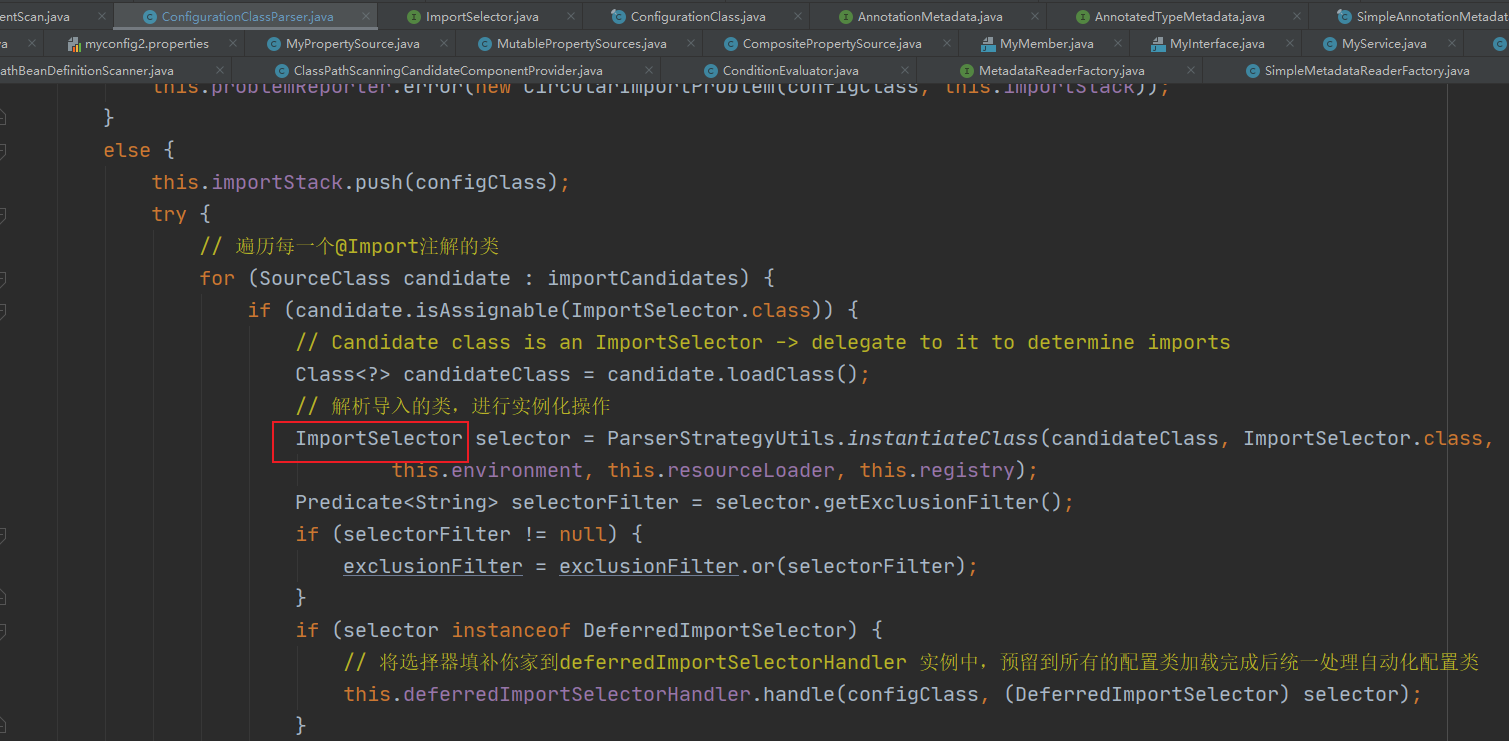 entScan.java ConfigurationClassParser.java ImportSelector.java ConfigurationClass.java AnnotationMetadata.java AnnotatedTypeMetadata.java SimpleAnnotationMetadat
va myconfig2.properties MyPropertySource.java MutablePropertySources.java CompositePropertySource.java MyMember.java MyInterface.java MyService.java
athBeanDefinitionScanner.java ClassPathScanningCandidateComponentProvider.java ConditionEvaluator.java MetadataReaderFactory.java SimpleMetadataReaderFactory.java
this.problemReporter.error(new CircularImportProblem(configClass, this.importStack));
}
else {
this.importStack.push(configClass);
try {
// 遍历每一个@Import注解的类
for (SourceClass candidate : importCandidates) {
if (candidate.isAssignable(ImportSelector.class)) {
// Candidate class is an ImportSelector -> delegate to it to determine imports
Class<?> candidateClass = candidate.loadClass();
// 解析导入的类，进行实例化操作
ImportSelector selector = ParserStrategyUtils.instantiateClass(candidateClass, ImportSelector.class,
this.environment, this.resourceLoader, this.registry);
Predicate<String> selectorFilter = selector.getExclusionFilter();
if (selectorFilter != null) {
exclusionFilter = exclusionFilter.or(selectorFilter);
}
if (selector instanceof DeferredImportSelector) {
// 将选择器填补你家到deferredImportSelectorHandler 实例中，预留到所有的配置类加载完成后统一处理自动化配置类
this.deferredImportSelectorHandler.handle(configClass, (DeferredImportSelector) selector);
}